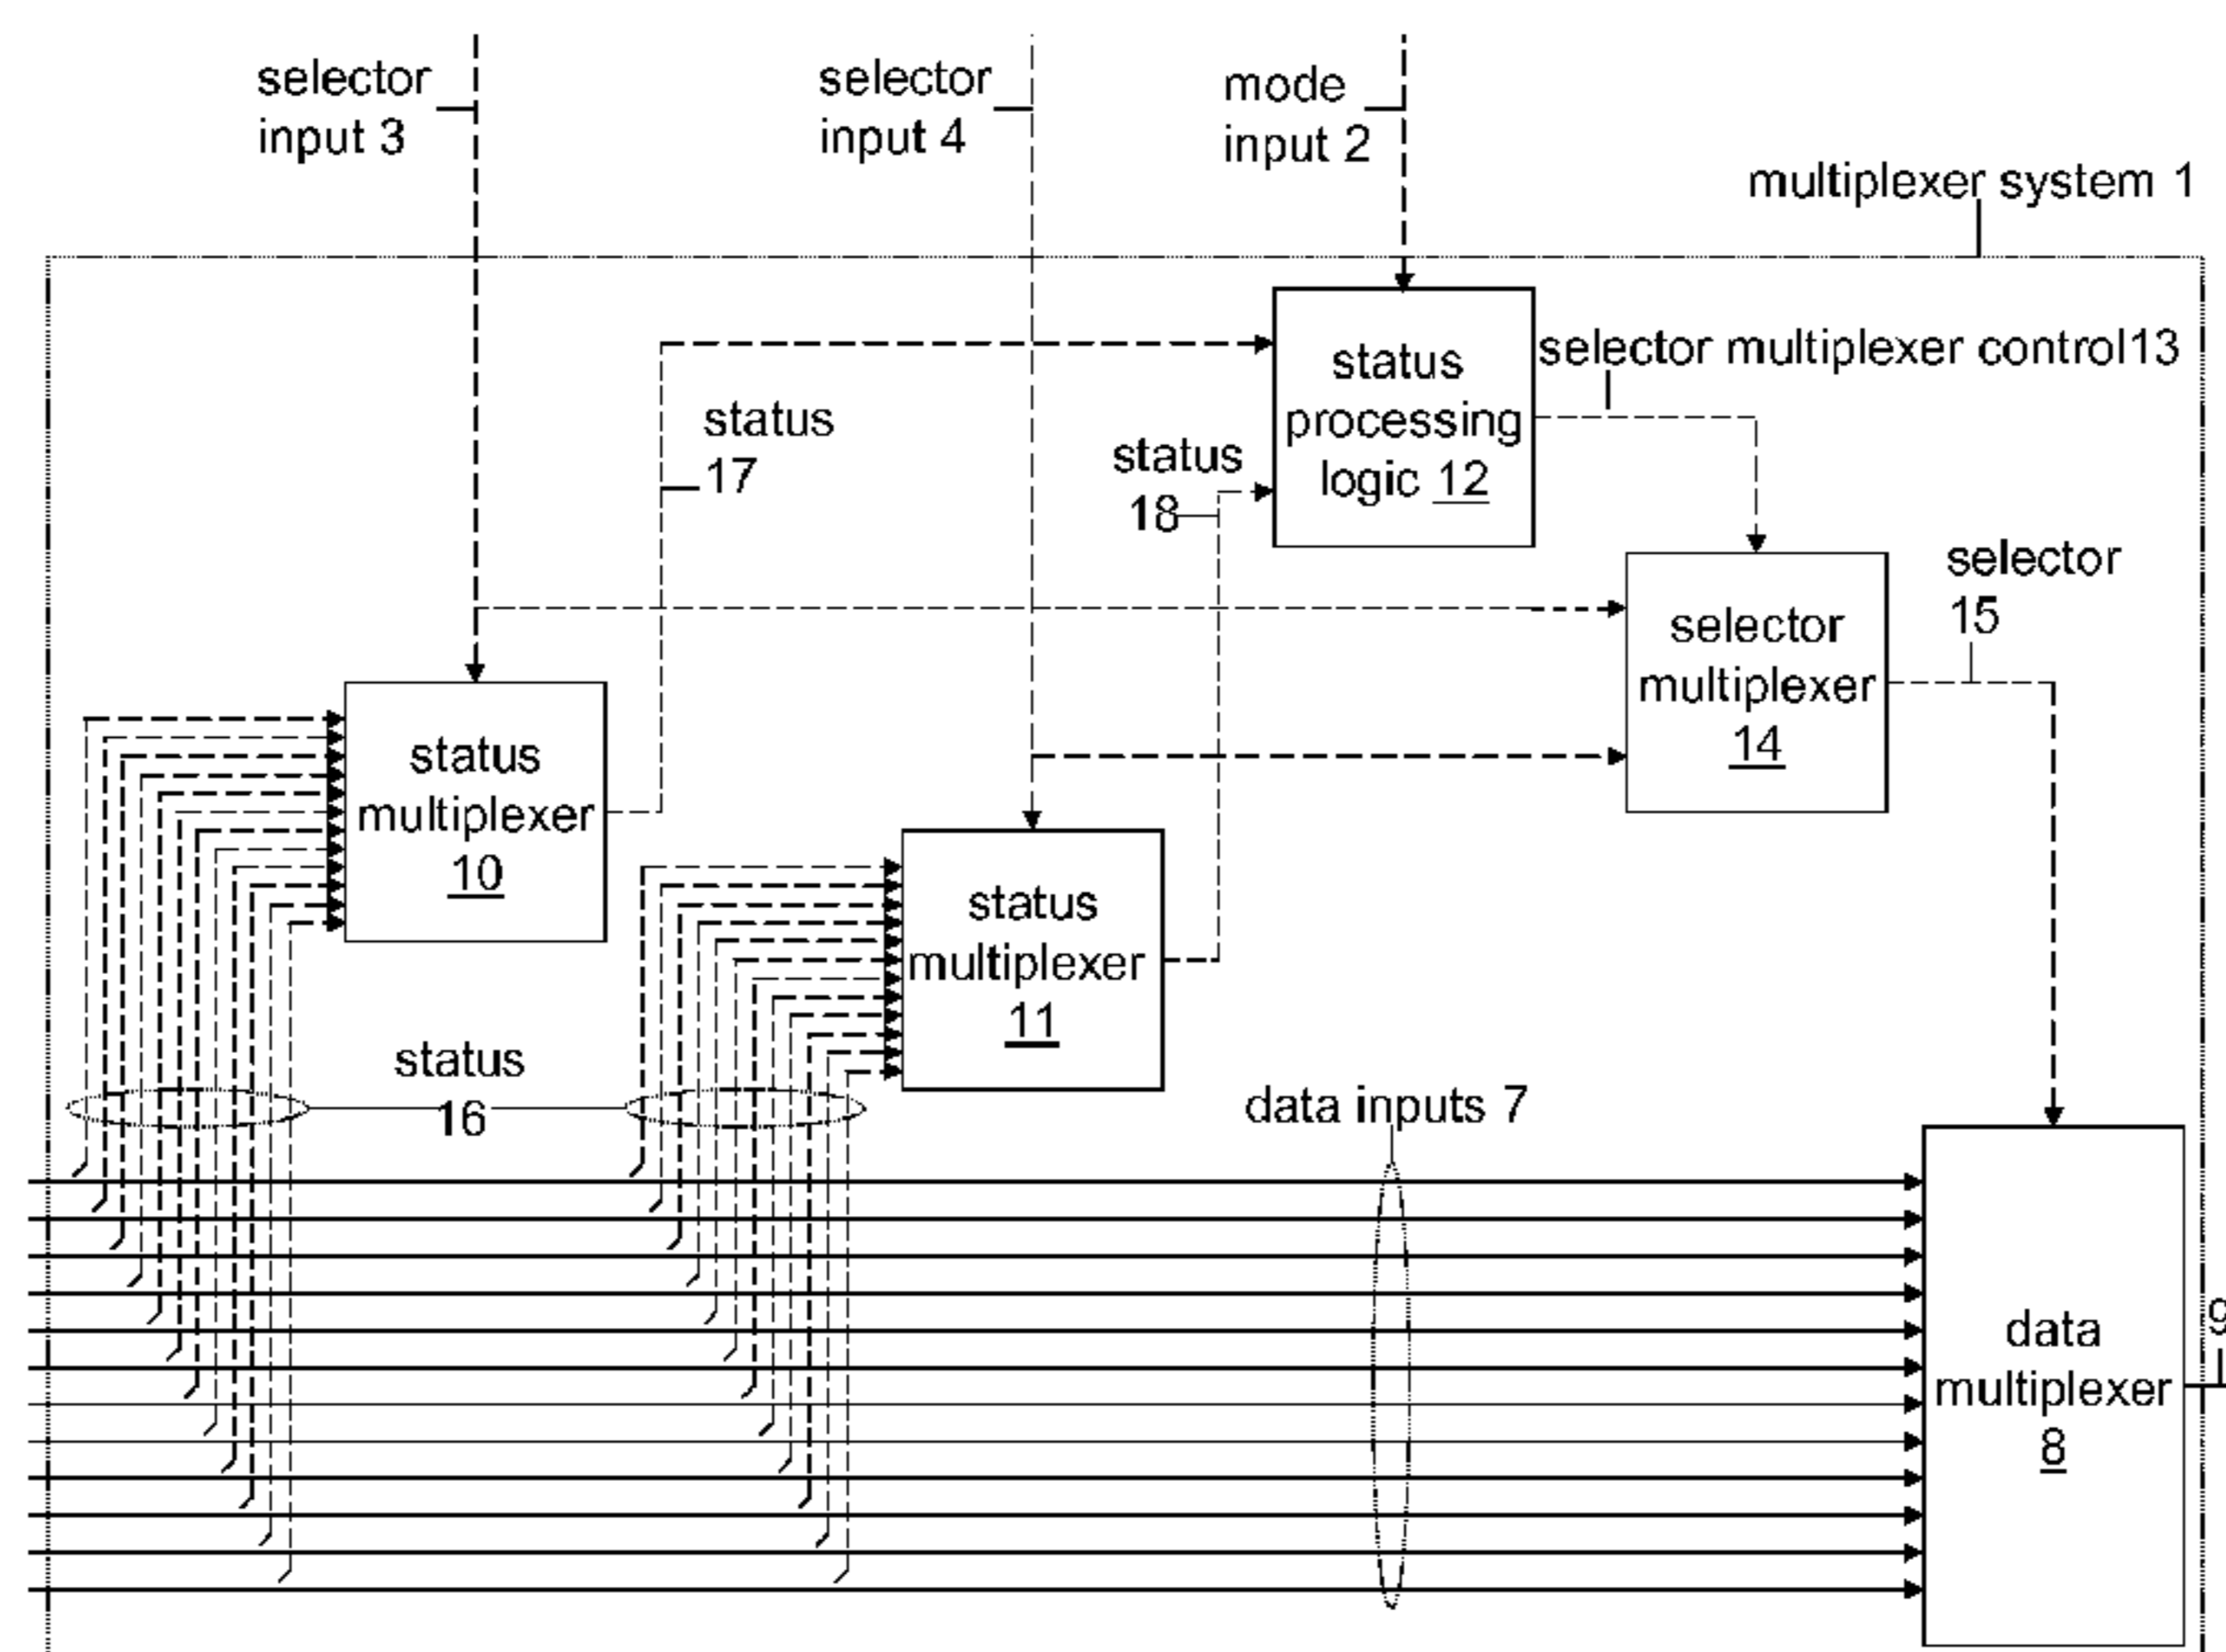 selector
input 3
selector
input 4
mode
input 2
multiplexer system 1
status
processing
logic 12
selector multiplexer control13
status
17
status
18
selector
multiplexer
14
selector
15
status
multiplexer
10
status
multiplexer
11
status
16
data inputs 7
data
multiplexer
8
9